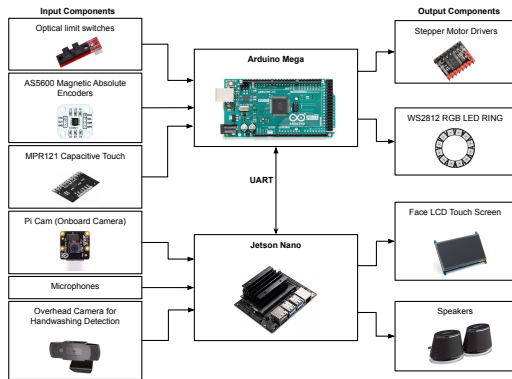 Input Components
Output Components
Optical limit switches
Arduino Mega
Stepper Motor Drivers
AS5600 Magnetic Absolute
Encoders
WS2812 RGB LED RING
MPR121 Capacitive Touch
UART
Pi Cam (Onboard Camera)
Jetson Nano
Face LCD Touch Screen
Microphones
Overhead Camera for
Handwashing Detection
Speakers